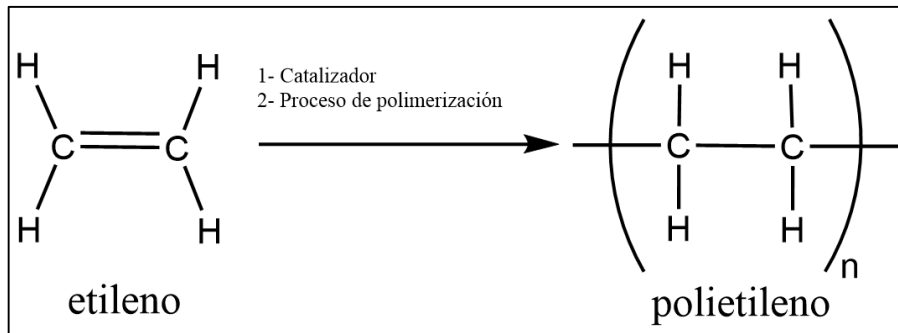 H
H
H
H
C
C
1- Catalizador
2- Proceso de polimerización
H
H
C
C
H
H
n
etileno
polietileno